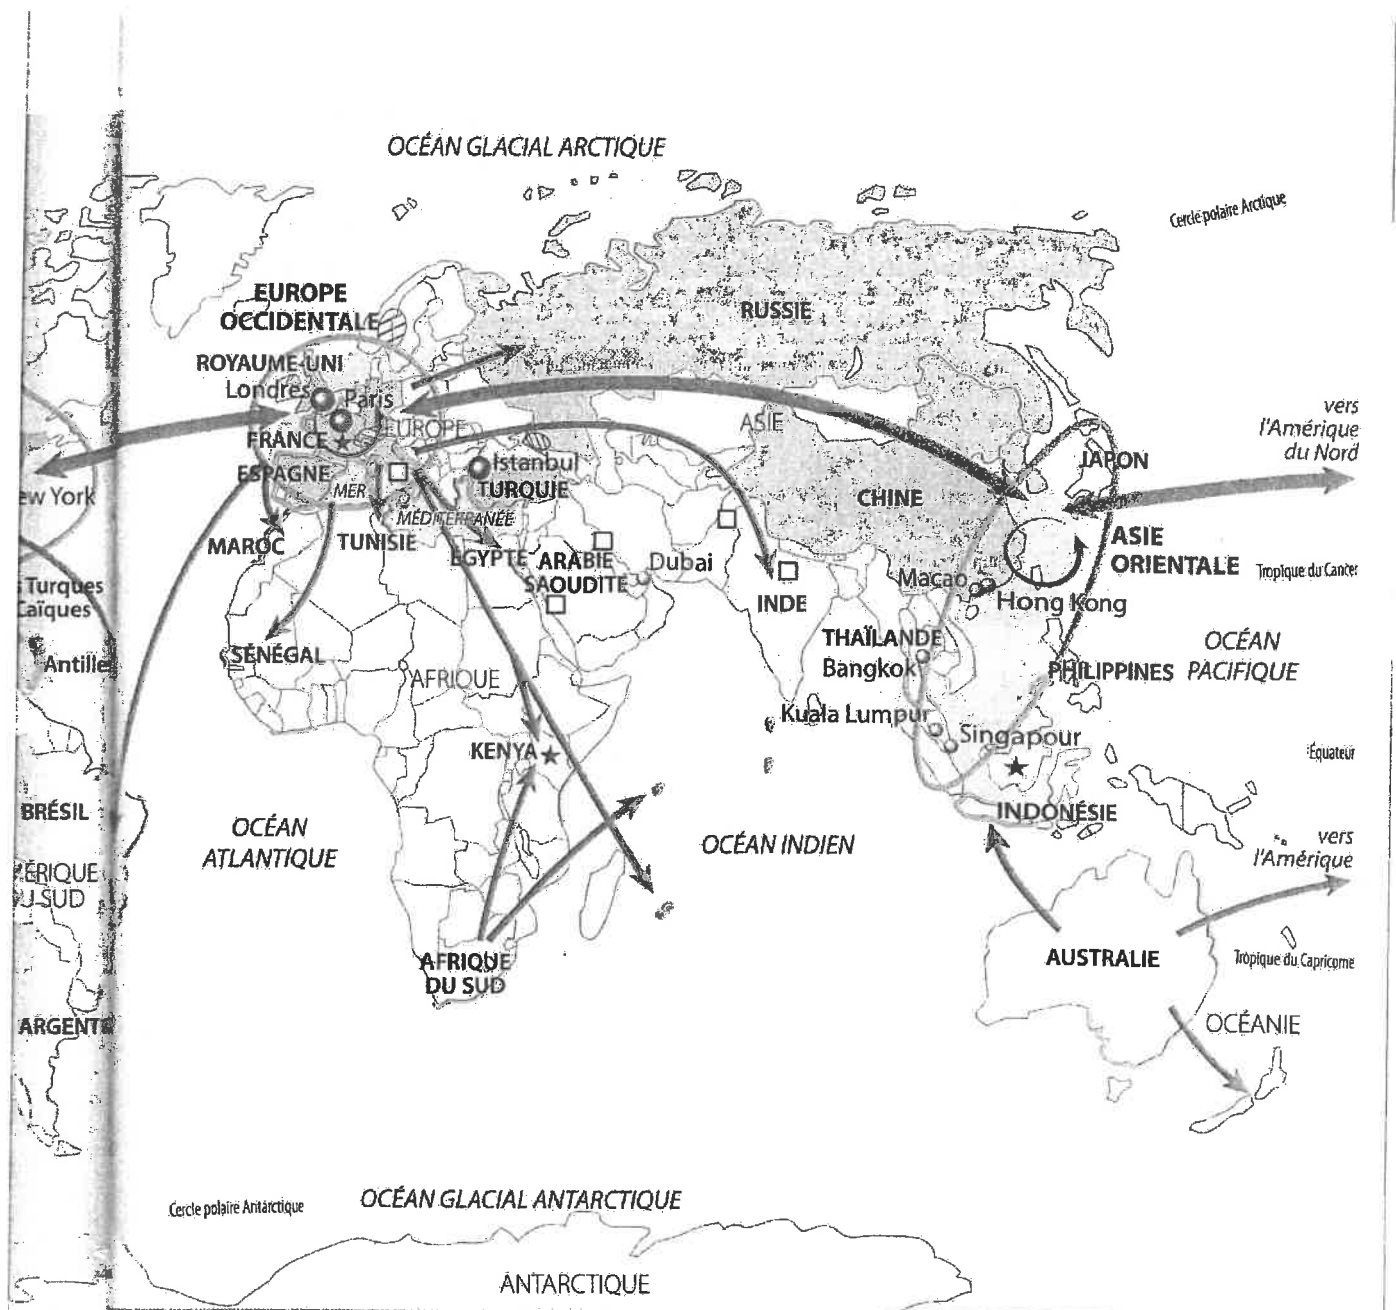 OCÉAN GLACIAL ARCTIQUE
Cercle polaire Arctique
EUROPE
OCCIDENTALE
RUSSIE
ROYAUME-UNI
Londres
Paris
vers
l'Amérique
du Nord
FRANCE
EUROPE
ASIE
JAPON
ESPAGNE
Istanbul
ew York
MER
TURQUIE
CHINE
MÉDITERRANÉE
MAROC
TUNISIE
ÉGYPTE
ARABIE
SAOUDITE
Dubai
ASIE
ORIENTALE
Tropique du Cancer
Turques
Caïques
Macao
Hong Kong
INDE
THAÏLANDE
Bangkok
OCÉAN
PACIFIQUE
Antille
SÉNÉGAL
AFRIQUE
PHILIPPINES
Kuala Lumpur
Singapour
KENYA
Équateur
BRÉSIL
INDONÉSIE
OCÉAN
ATLANTIQUE
OCÉAN INDIEN
vers
l'Amérique
ÉRIQUE
U SUD
AFRIQUE
DU SUD
AUSTRALIE
Tropique du Capricorne
ARGENT
OCÉANIE
Cercle polaire Antarctique
OCÉAN GLACIAL ANTARCTIQUE
ANTARCTIQUE